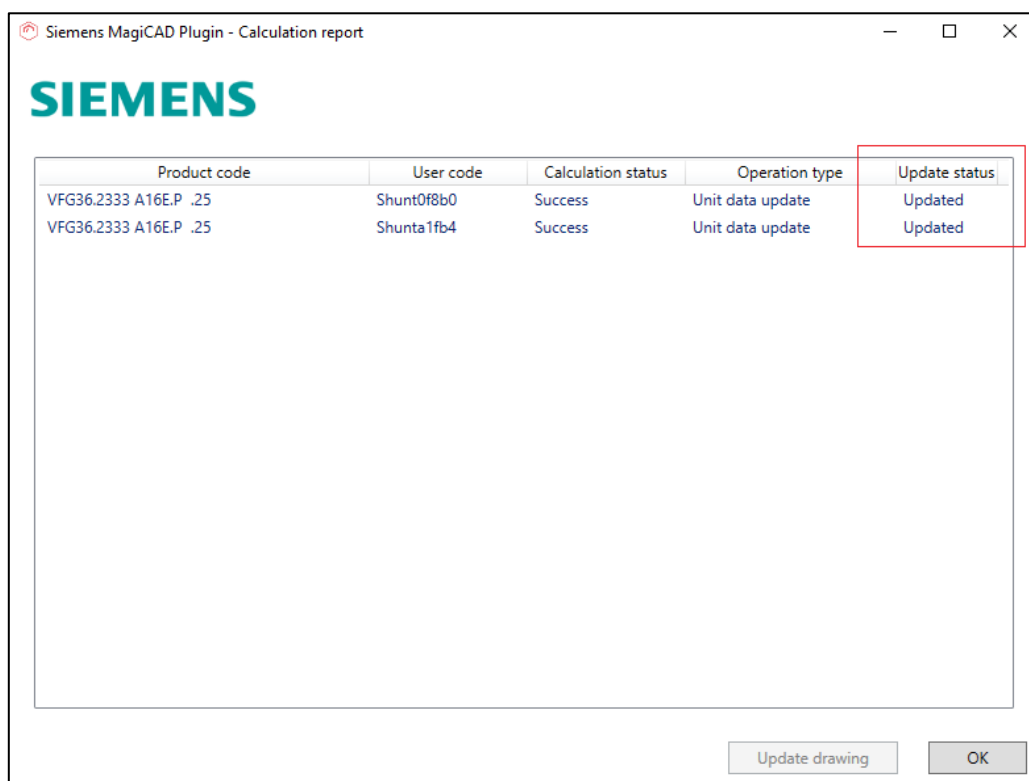 Siemens MagiCAD Plugin - Calculation report
SIEMENS
Product code User code Calculation status Operation type Update status
VFG36.2333 A16E.P .25 Shunt0f8b0 Success Unit data update Updated
VFG36.2333 A16E.P .25 Shunta1fb4 Success Unit data update Updated
Update drawing OK